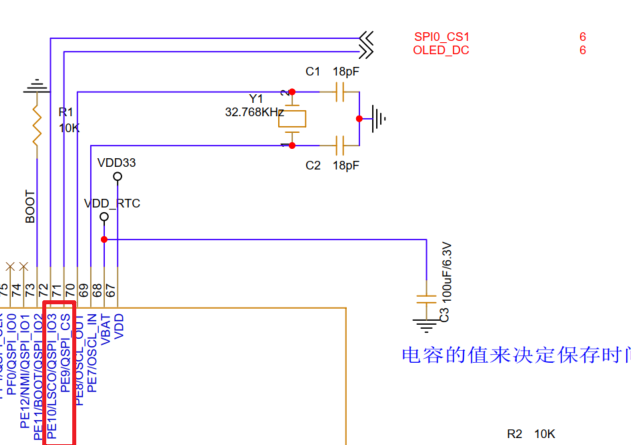 SPI0_CS1 6
OLED_DC 6
C1 18pF
2
Y1
32.768KHz
1
C2 18pF
R1
10K
VDD33
VDD_RTC
BOOT
C3 100uF/6.3V
75
74
73
72
71
70
69
68
67
PF0/QSPI_IO0
PE12/NMI/QSPI_IO1
PE11/BOOT/QSPI_IO2
PE10/LSCO/QSPI_IO3
PE9/QSPI_CS
PE8/OSCL_OUT
PE7/OSCL_IN
VBAT
VDD
电容的值来决定保存时间
R2 10K